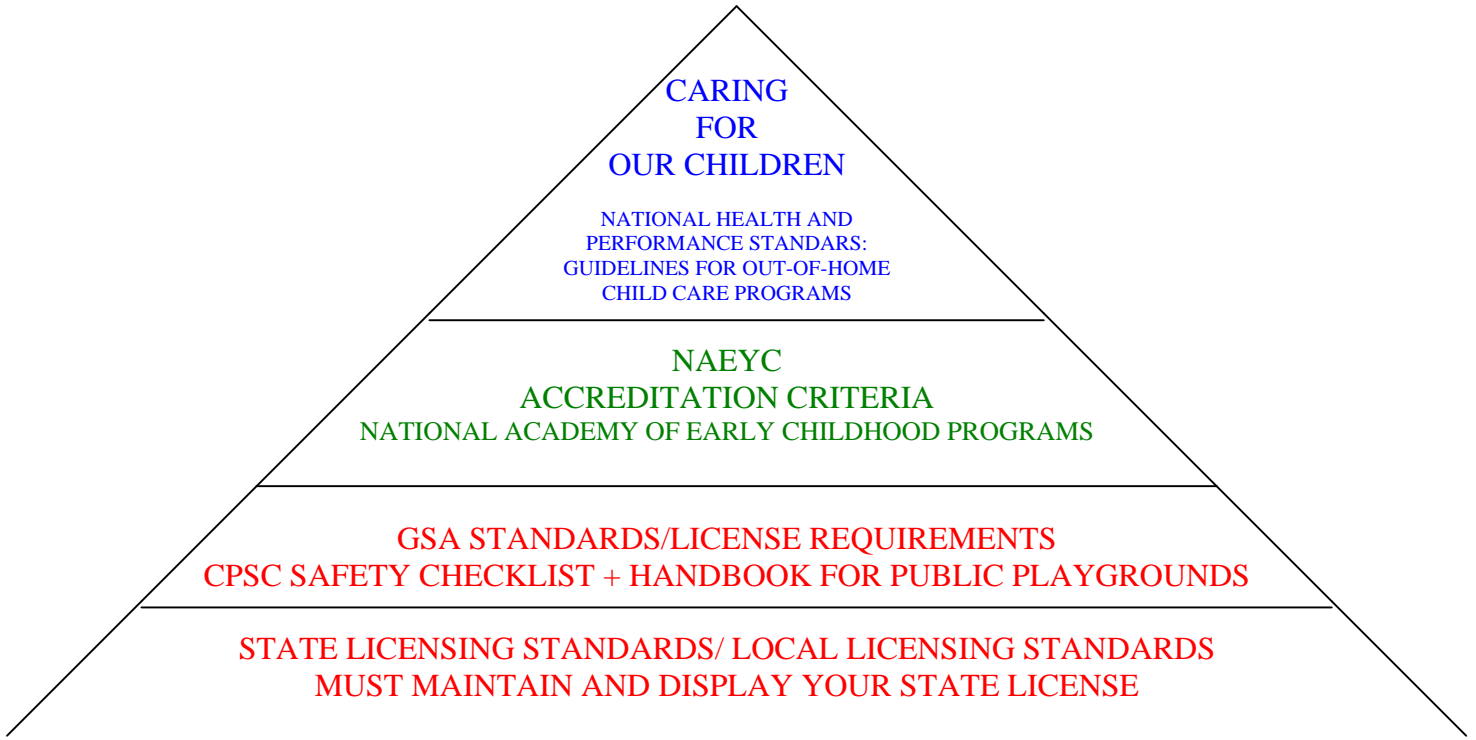 CARING
FOR
OUR CHILDREN
NATIONAL HEALTH AND
PERFORMANCE STANDARS:
GUIDELINES FOR OUT-OF-HOME
CHILD CARE PROGRAMS
NAEYC
ACCREDITATION CRITERIA
NATIONAL ACADEMY OF EARLY CHILDHOOD PROGRAMS
GSA STANDARDS/LICENSE REQUIREMENTS
CPSC SAFETY CHECKLIST + HANDBOOK FOR PUBLIC PLAYGROUNDS
STATE LICENSING STANDARDS/ LOCAL LICENSING STANDARDS
MUST MAINTAIN AND DISPLAY YOUR STATE LICENSE